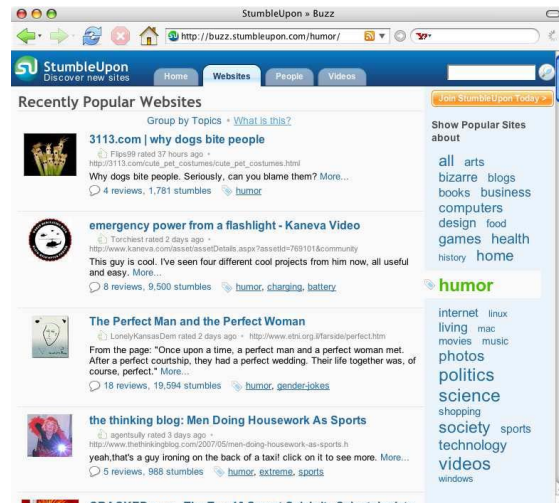 StumbleUpon » Buzz
http://buzz.stumbleupon.com/humor/
StumbleUpon
Discover new sites
Home Websites People Videos
Recently Popular Websites
Group by Topics • What is this?
3113.com | why dogs bite people
Flips99 rated 37 hours ago •
http://3113.com/cute_pet_costumes/cute_pet_costumes.html
Why dogs bite people. Seriously, can you blame them? More...
4 reviews, 1,781 stumbles humor
emergency power from a flashlight - Kaneva Video
Torchiest rated 2 days ago •
http://www.kaneva.com/asset/assetDetails.aspx?assetId=769101&community
This guy is cool. I've seen four different cool projects from him now, all useful
and easy. More...
8 reviews, 9,500 stumbles humor, charging, battery
The Perfect Man and the Perfect Woman
LonelyKansasDem rated 2 days ago • http://www.etni.org.il/farside/perfect.htm
From the page: "Once upon a time, a perfect man and a perfect woman met.
After a perfect courtship, they had a perfect wedding. Their life together was, of
course, perfect." More...
18 reviews, 19,594 stumbles humor, gender-jokes
the thinking blog: Men Doing Housework As Sports
agentsully rated 3 days ago •
http://www.thethinkingblog.com/2007/05/men-doing-housework-as-sports.h
yeah,that's a guy ironing on the back of a taxi! click on it to see more. More...
5 reviews, 988 stumbles humor, extreme, sports
Join StumbleUpon Today >
Show Popular Sites
about
all arts
bizarre blogs
books business
computers
design food
games health
history home
humor
internet linux
living mac
movies music
photos
politics
science
shopping
society sports
technology
videos
windows